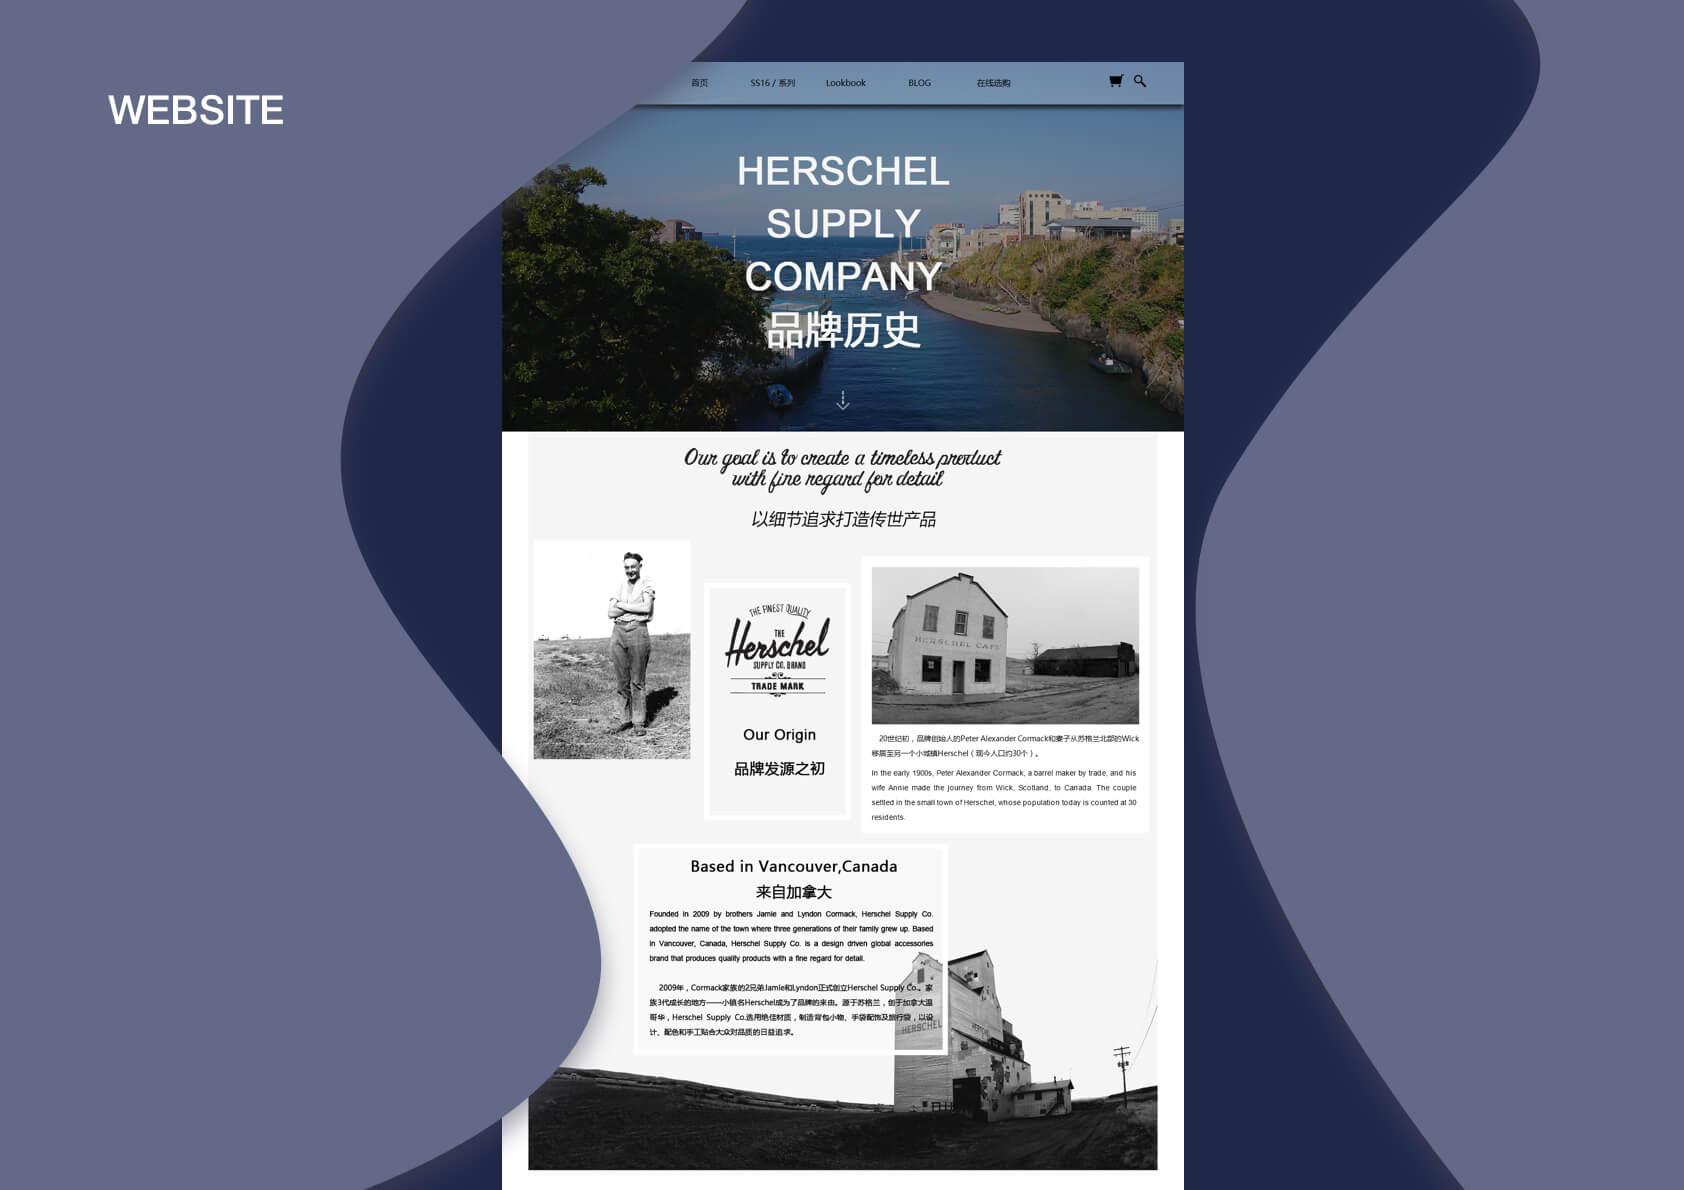 WEBSITE
首页 SS16 / 系列 Lookbook BLOG 在线选购
HERSCHEL
SUPPLY
COMPANY
品牌历史
Our goal is to create a timeless product
with fine regard for detail
以细节追求打造传世产品
THE FINEST QUALITY
THE
Herschel
SUPPLY CO. BRAND
TRADE MARK
Our Origin
品牌发源之初
HERSCHEL CAFE
20世纪初，品牌创始人的Peter Alexander Cormack和妻子从苏格兰北部的Wick
移居至另一个小城镇Herschel（现今人口约30个）。
In the early 1900s, Peter Alexander Cormack, a barrel maker by trade, and his
wife Annie made the journey from Wick, Scotland, to Canada. The couple
settled in the small town of Herschel, whose population today is counted at 30
residents.
Based in Vancouver,Canada
来自加拿大
Founded in 2009 by brothers Jamie and Lyndon Cormack, Herschel Supply Co.
adopted the name of the town where three generations of their family grew up. Based
in Vancouver, Canada, Herschel Supply Co. is a design driven global accessories
brand that produces quality products with a fine regard for detail.
2009年，Cormack家族的2兄弟Jamie和Lyndon正式创立Herschel Supply Co.。家
族3代成长的地方——小镇名Herschel成为了品牌的来由。源于苏格兰，创于加拿大温
哥华，Herschel Supply Co.选用绝佳材质，制造背包小物、手袋配饰及旅行袋，以设
计、配色和手工贴合大众对品质的日益追求。
HERSCHEL
HERSCHEL